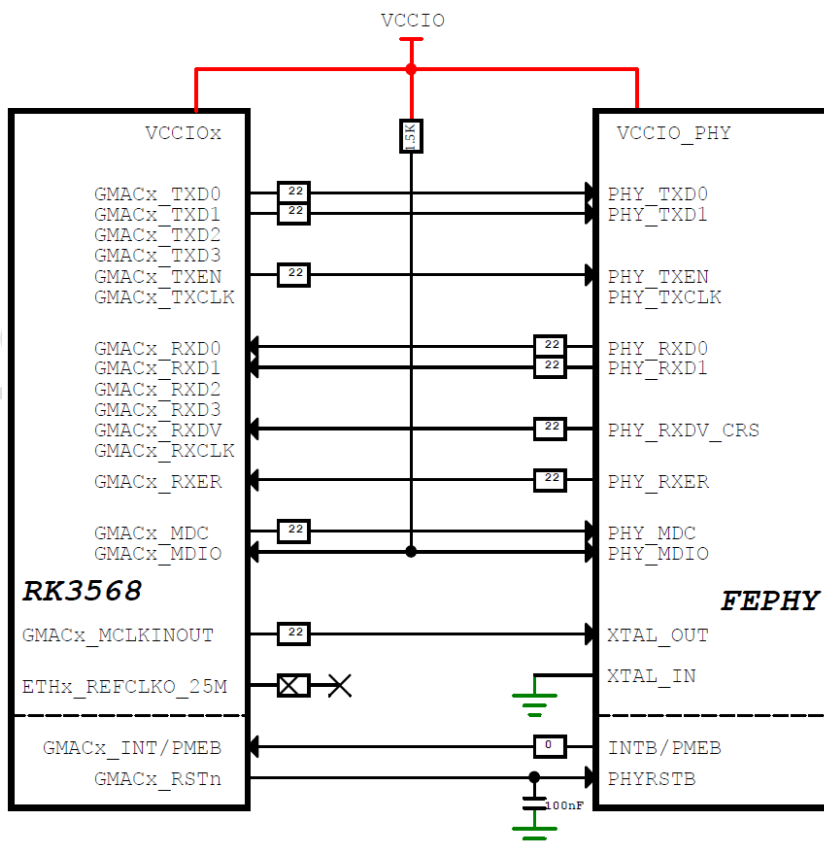 VCCIO
VCCIOx
VCCIO_PHY
1.5K
GMACx_TXD0 22 PHY_TXD0
GMACx_TXD1 22 PHY_TXD1
GMACx_TXD2
GMACx_TXD3
GMACx_TXEN 22 PHY_TXEN
GMACx_TXCLK PHY_TXCLK
GMACx_RXD0 22 PHY_RXD0
GMACx_RXD1 22 PHY_RXD1
GMACx_RXD2
GMACx_RXD3
GMACx_RXDV 22 PHY_RXDV_CRS
GMACx_RXCLK
GMACx_RXER 22 PHY_RXER
GMACx_MDC 22 PHY_MDC
GMACx_MDIO PHY_MDIO
RK3568 FEPHY
GMACx_MCLKINOUT 22 XTAL_OUT
ETHx_REFCLKO_25M XTAL_IN
GMACx_INT/PMEB 0 INTB/PMEB
GMACx_RSTn PHYRSTB
100nF